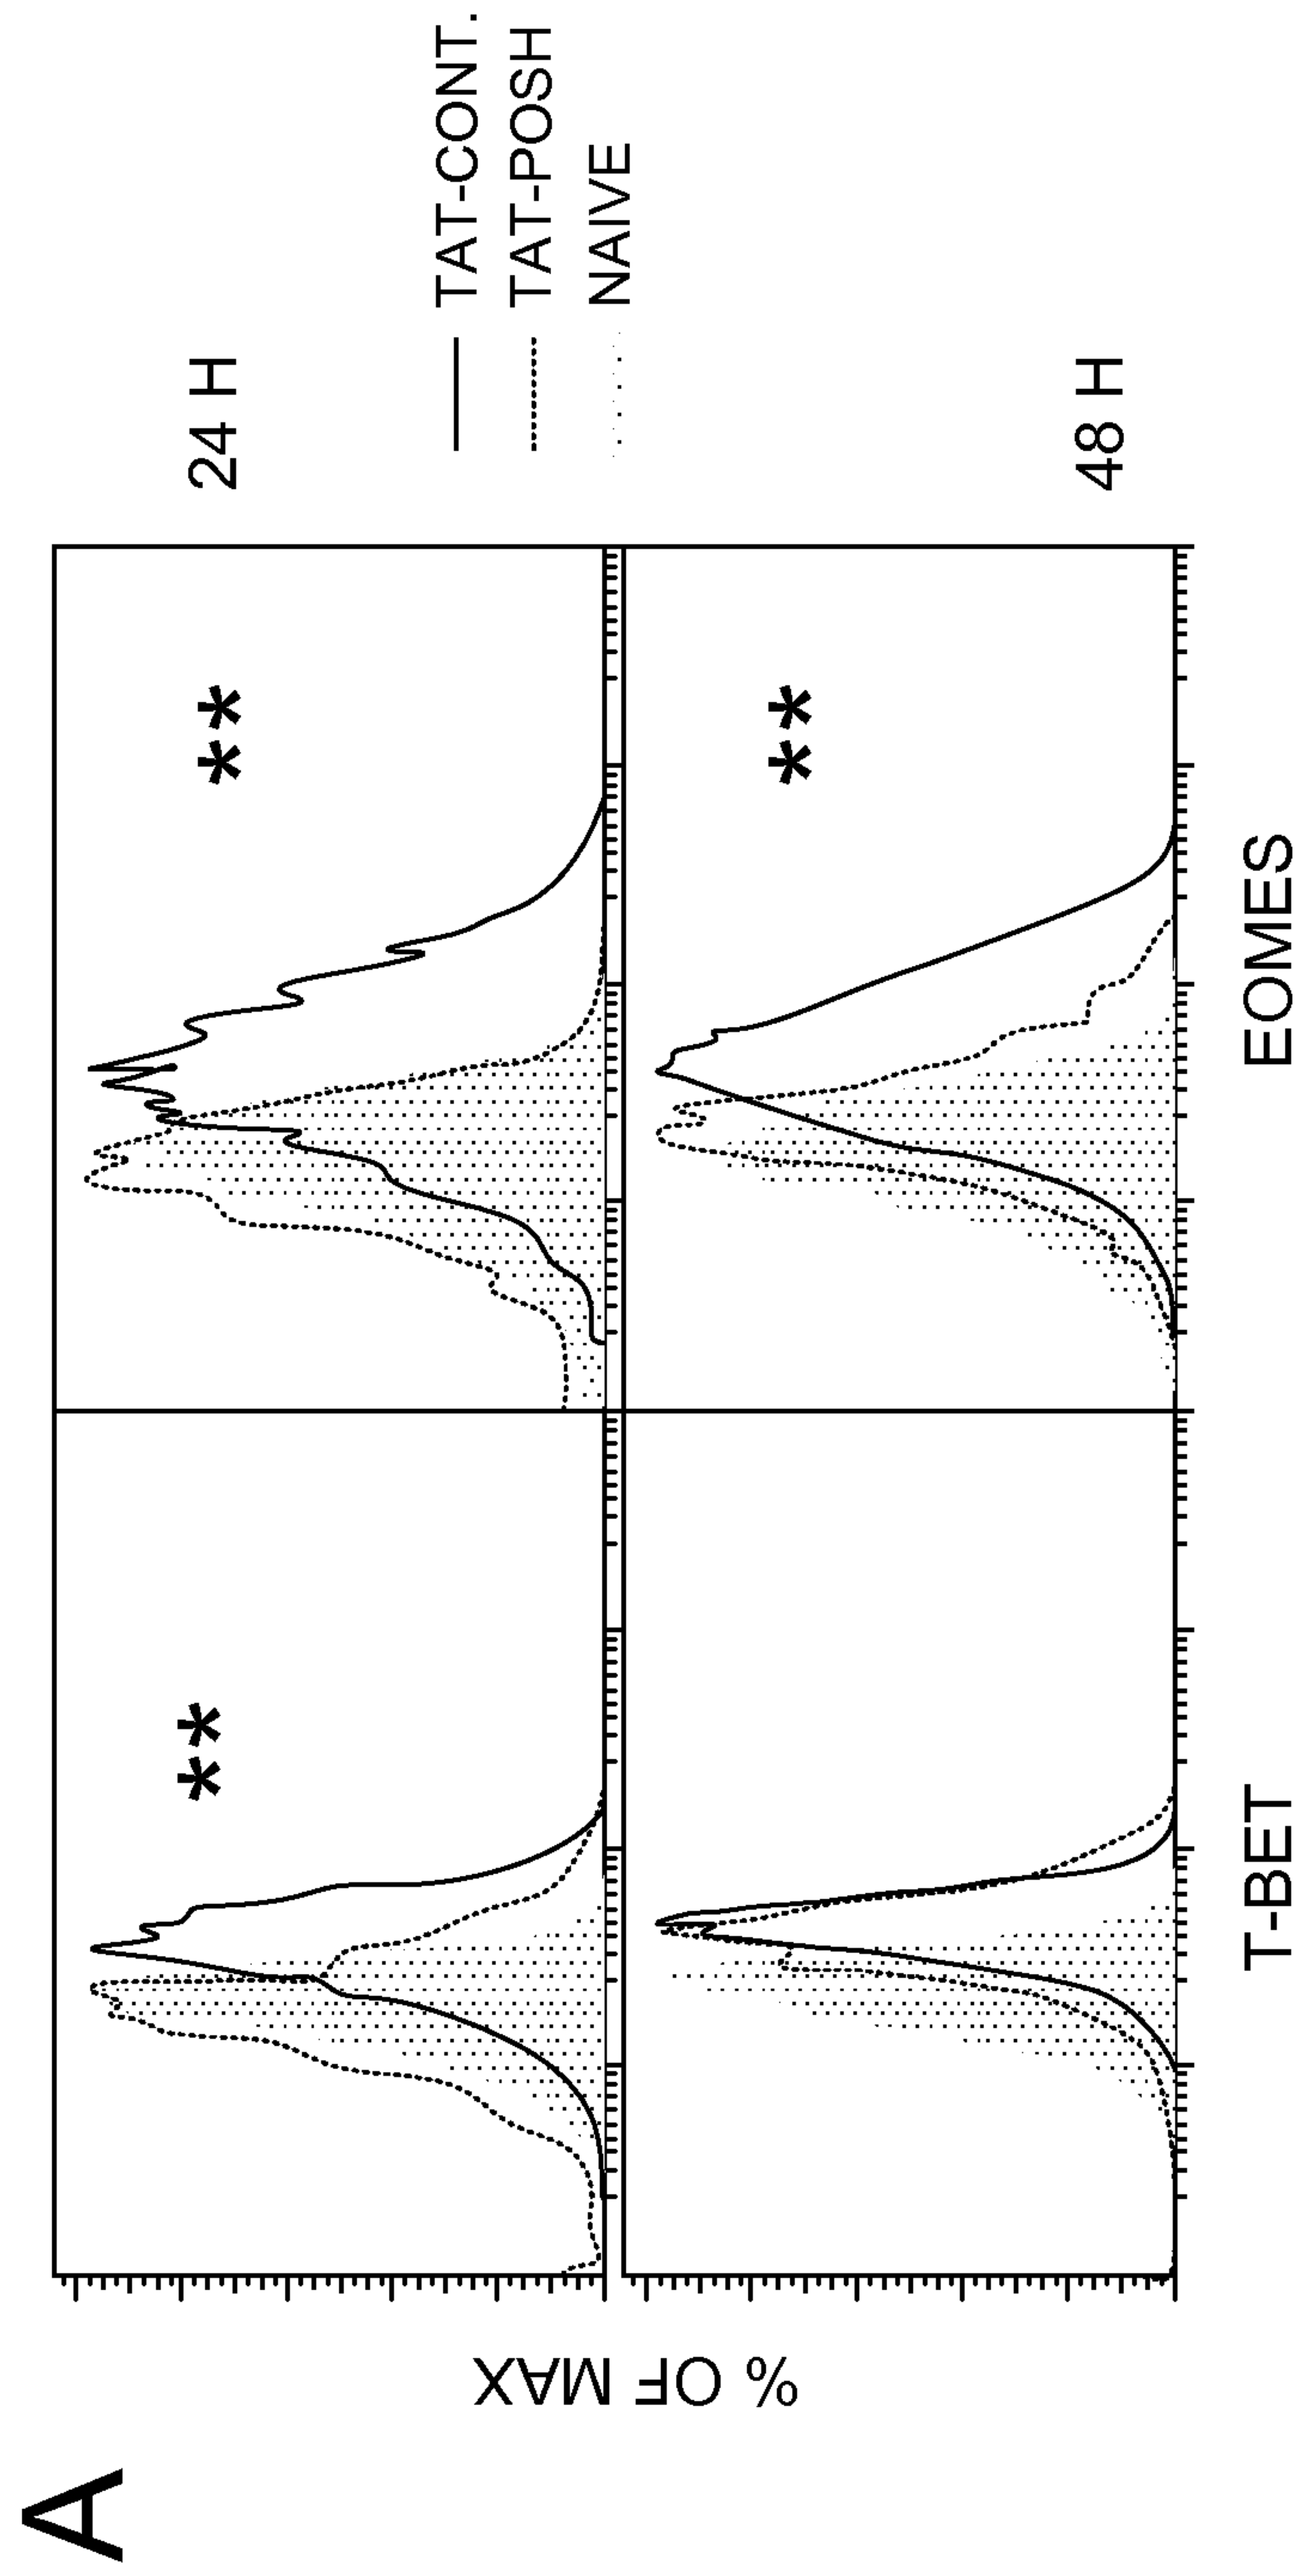 A
24 H
**
**
TAT-CONT.
TAT-POSH
NAIVE
% OF MAX
**
48 H
T-BET
EOMES